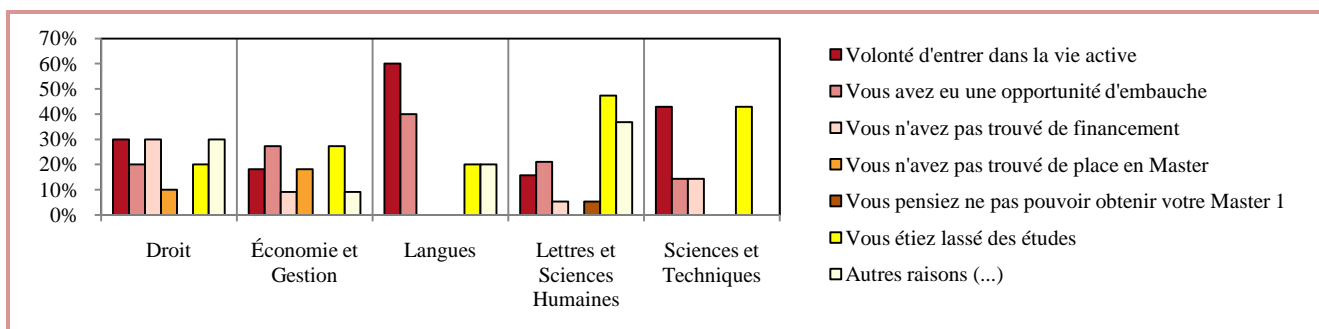 70%
60%
50%
40%
30%
20%
10%
0%
Droit
Économie et
Gestion
Langues
Lettres et
Sciences
Humaines
Sciences et
Techniques
Volonté d'entrer dans la vie active
Vous avez eu une opportunité d'embauche
Vous n'avez pas trouvé de financement
Vous n'avez pas trouvé de place en Master
Vous pensiez ne pas pouvoir obtenir votre Master 1
Vous étiez lassé des études
Autres raisons (...)